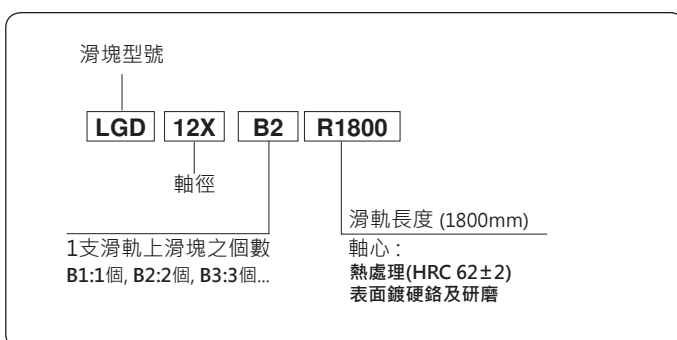 滑塊型號
LGD 12X B2 R1800
軸徑
1支滑軌上滑塊之個數
B1:1個, B2:2個, B3:3個...
滑軌長度 (1800mm)
軸心 :
熱處理(HRC 62±2)
表面鍍硬鉻及研磨